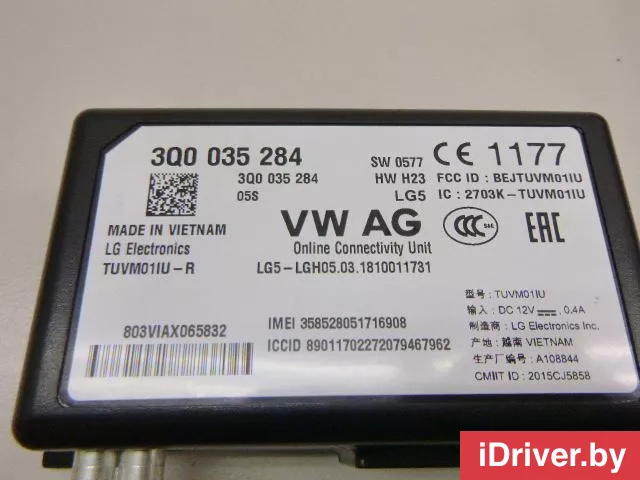 3Q0 035 284
3Q0 035 284
05S
SW 0577
HW H23
LG5
CE 1177
FCC ID : BEJTUVM01IU
IC : 2703K-TUVM01IU
MADE IN VIETNAM
LG Electronics
TUVM01IU-R
VW AG
Online Connectivity Unit
LG5-LGH05.03.1810011731
CCC
EAC
803VIAX065832
IMEI 358528051716908
ICCID 89011702272079467962
型号: TUVM01IU
输入 : DC 12V 0.4A
制造商 : LG Electronics Inc.
产地 : 越南 VIETNAM
生产厂编号 : A108844
CMIIT ID : 2015CJ5858
iDriver.by